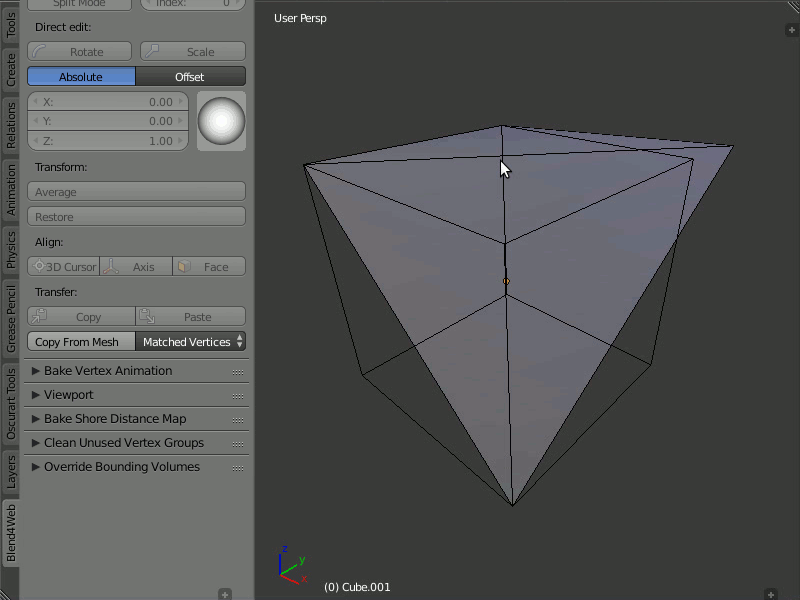 Split Mode
Index: 0
Direct edit:
Rotate
Scale
Absolute
Offset
X: 0.00
Y: 0.00
Z: 1.00
Transform:
Average
Restore
Align:
3D Cursor
Axis
Face
Transfer:
Copy
Paste
Copy From Mesh
Matched Vertices
Bake Vertex Animation
Viewport
Bake Shore Distance Map
Clean Unused Vertex Groups
Override Bounding Volumes
Tools
Create
Relations
Animation
Physics
Grease Pencil
Oscurart Tools
Layers
Blend4Web
User Persp
z
y
x
(0) Cube.001